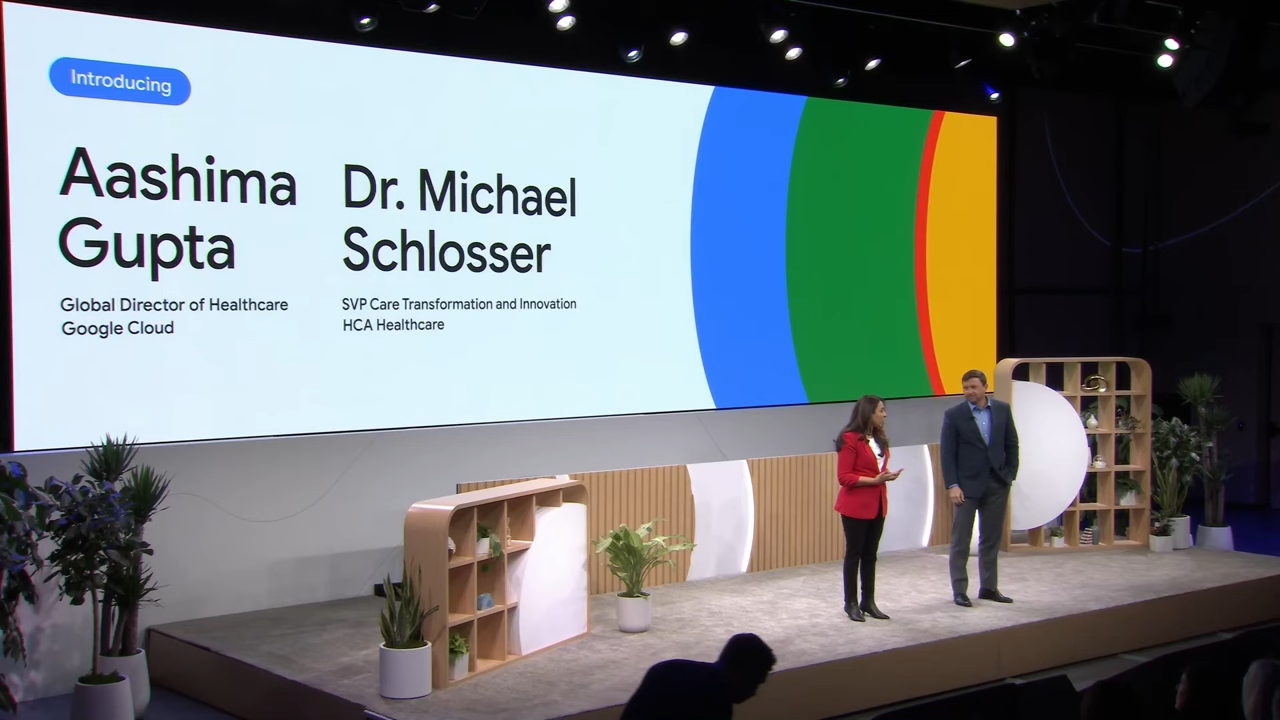 Introducing
Aashima
Gupta
Global Director of Healthcare
Google Cloud
Dr. Michael
Schlosser
SVP Care Transformation and Innovation
HCA Healthcare